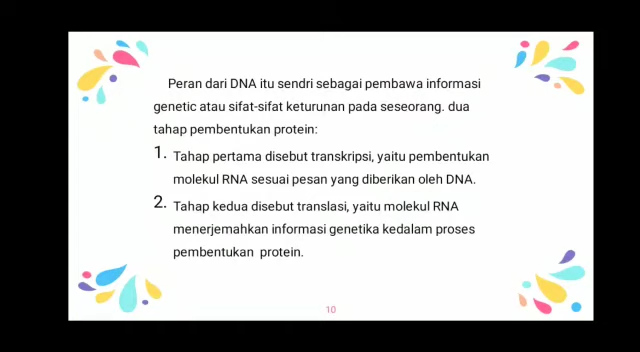 Peran dari DNA itu sendri sebagai pembawa informasi
genetic atau sifat-sifat keturunan pada seseorang. dua
tahap pembentukan protein:
1. Tahap pertama disebut transkripsi, yaitu pembentukan
molekul RNA sesuai pesan yang diberikan oleh DNA.
2. Tahap kedua disebut translasi, yaitu molekul RNA
menerjemahkan informasi genetika kedalam proses
pembentukan protein.
10